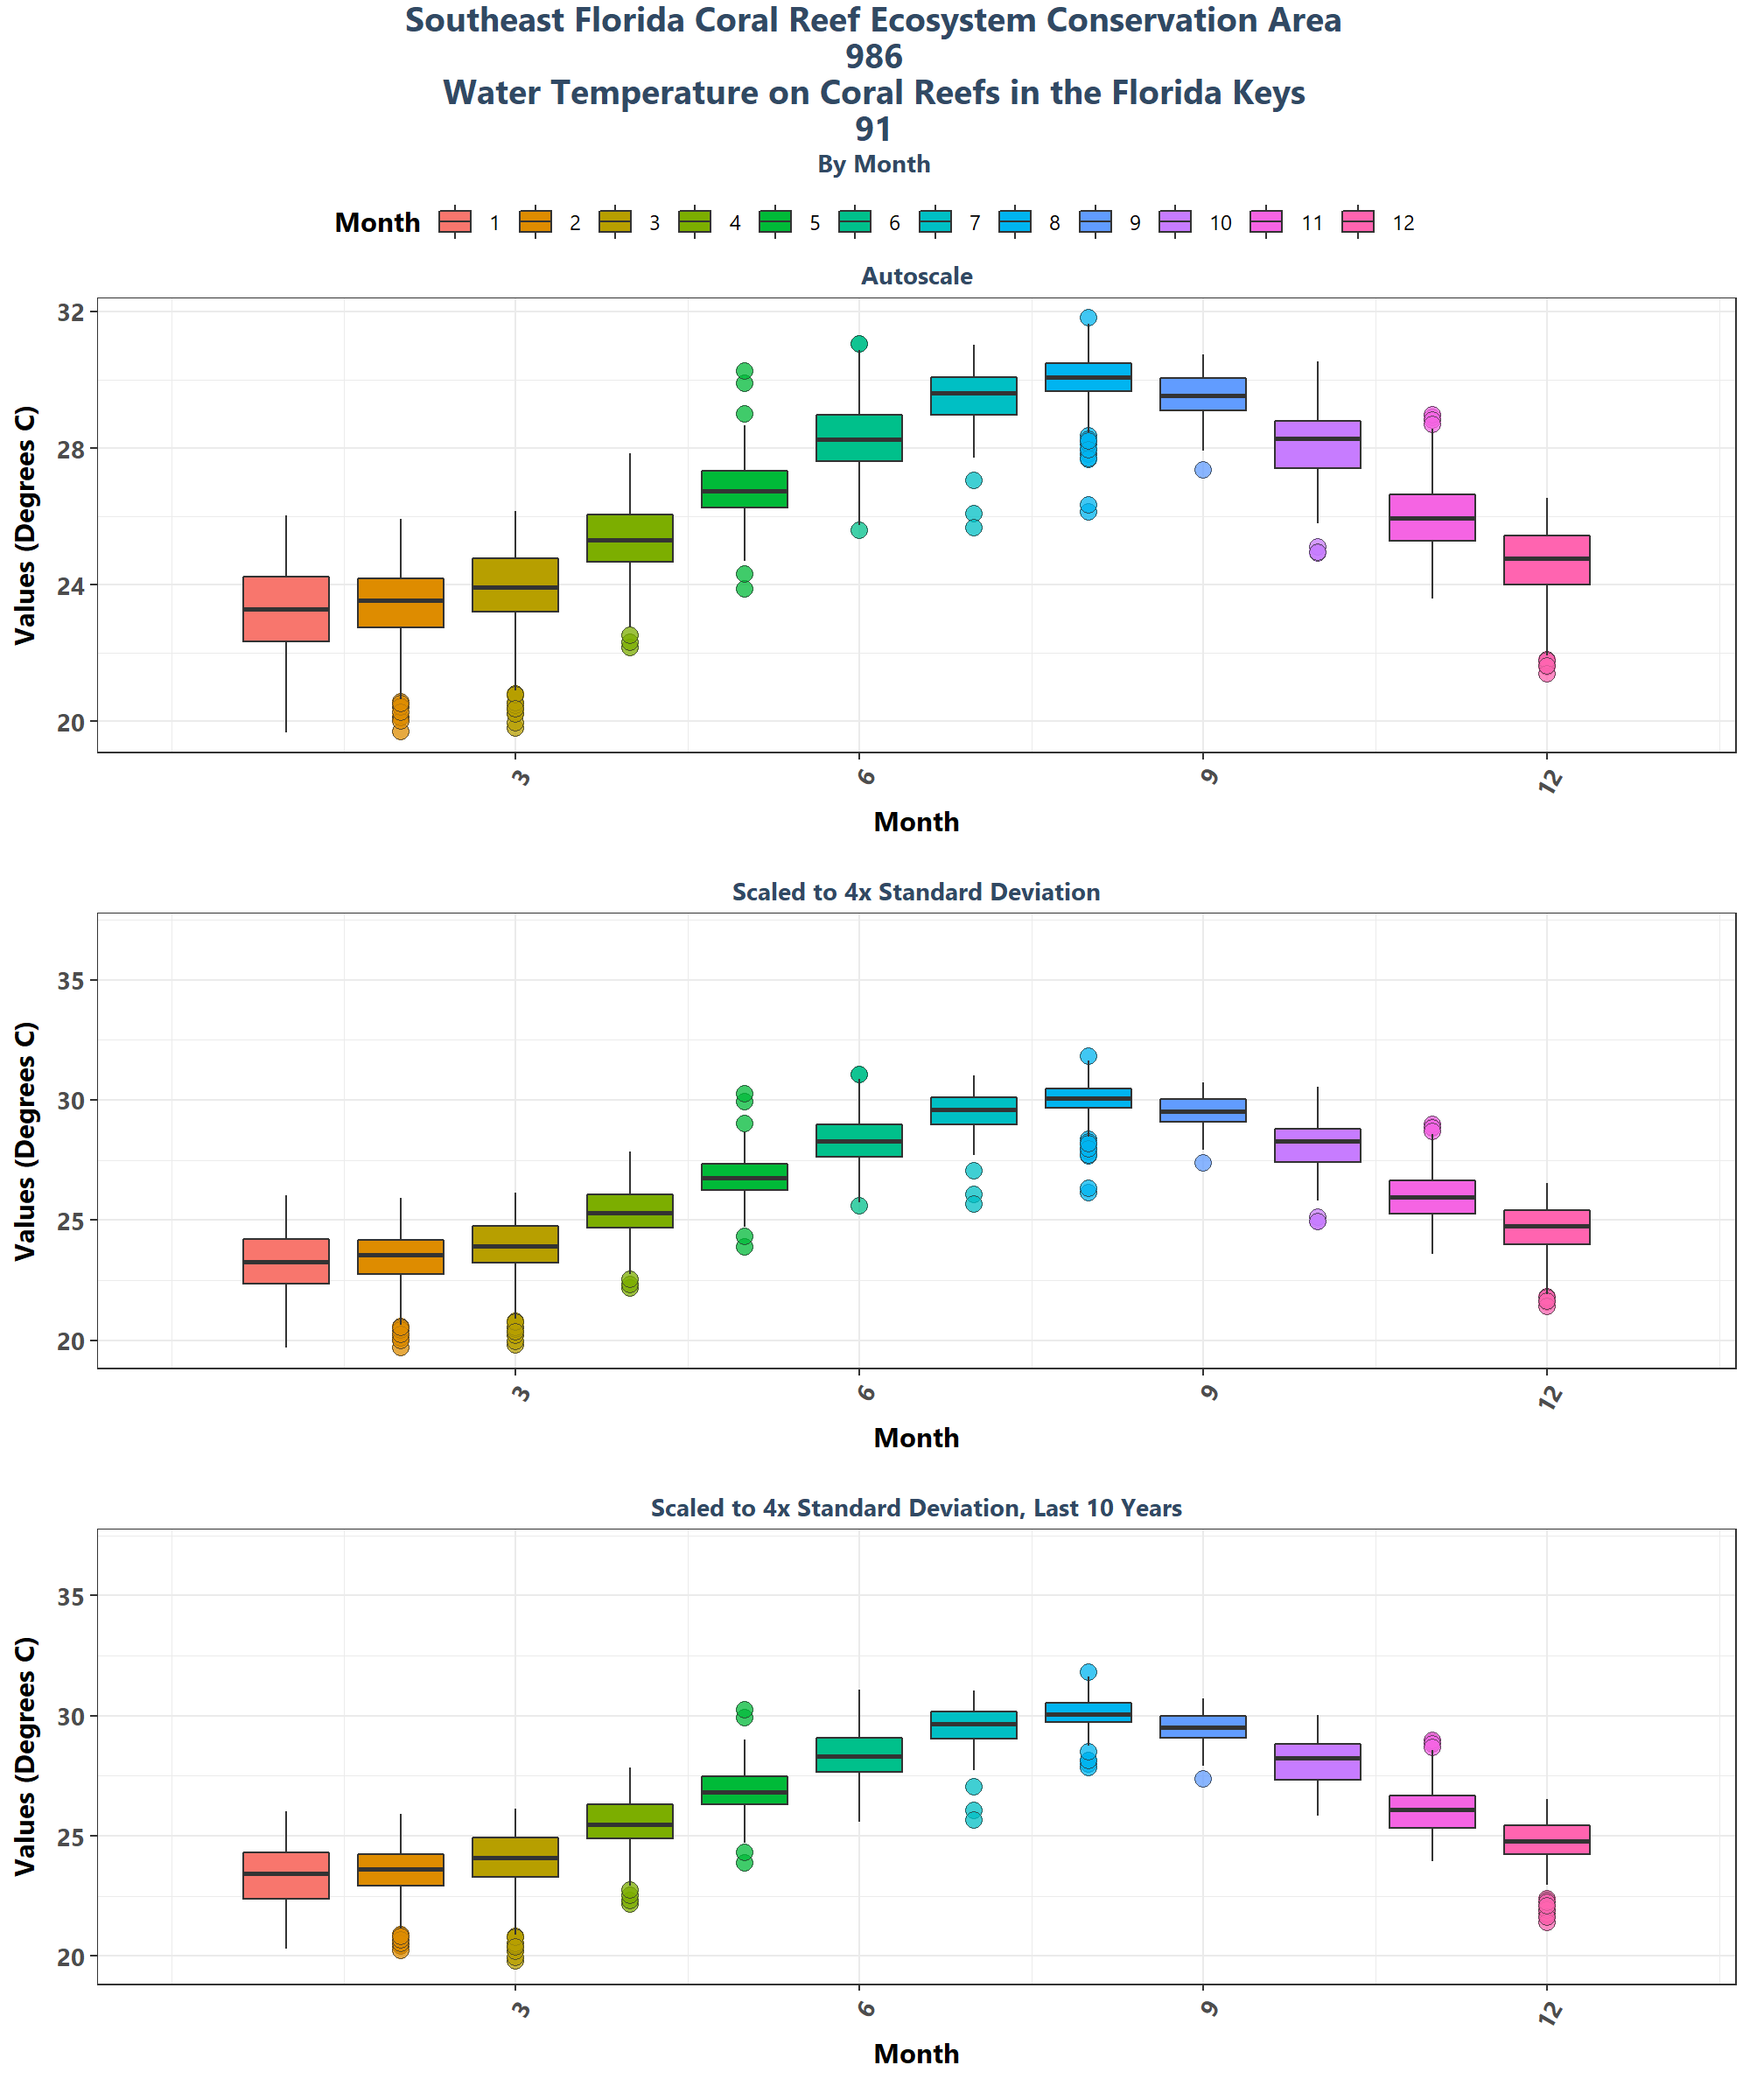 Southeast Florida Coral Reef Ecosystem Conservation Area
986
Water Temperature on Coral Reefs in the Florida Keys
91
By Month
Month 1 2 3 4 5 6 7 8 9 10 11 12
Autoscale
Values (Degrees C)
32
28
24
20
3 6 9 12
Month
Scaled to 4x Standard Deviation
Values (Degrees C)
35
30
25
20
3 6 9 12
Month
Scaled to 4x Standard Deviation, Last 10 Years
Values (Degrees C)
35
30
25
20
3 6 9 12
Month